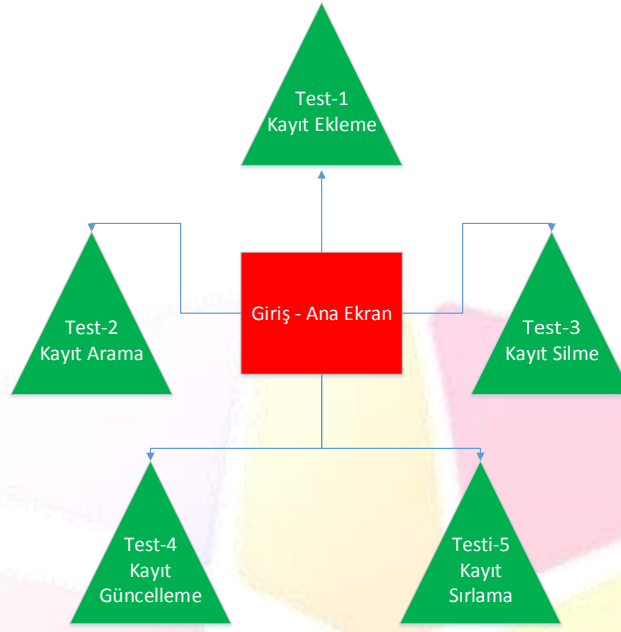 Test-1
Kayıt Ekleme
Giriş - Ana Ekran
Test-2
Kayıt Arama
Test-3
Kayıt Silme
Test-4
Kayıt
Güncelleme
Testi-5
Kayıt
Sırlama